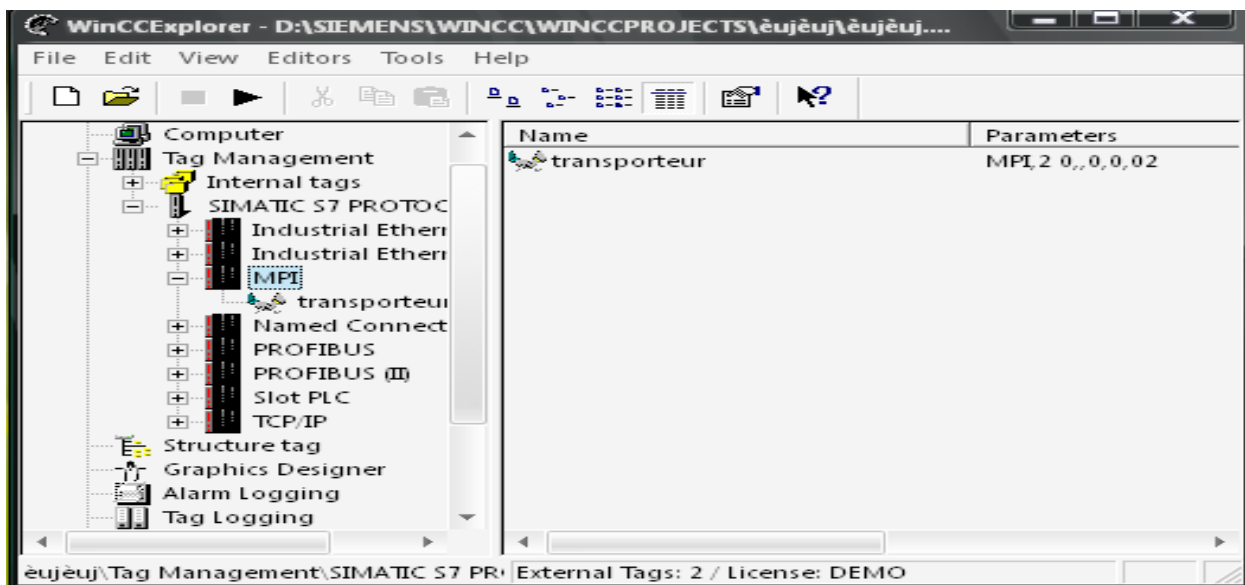 WinCCExplorer - D:\SIEMENS\WINCC\WINCCPROJECTS\èujèuj\èujèuj....
File Edit View Editors Tools Help
Name Parameters
Computer
Tag Management
Internal tags
SIMATIC S7 PROTOC
Industrial Ethern
Industrial Ethern
MPI
transporteur
Named Connect
PROFIBUS
PROFIBUS (II)
Slot PLC
TCP/IP
Structure tag
Graphics Designer
Alarm Logging
Tag Logging
transporteur MPI,2 0,,0,0,02
èujèuj\Tag Management\SIMATIC S7 PR External Tags: 2 / License: DEMO